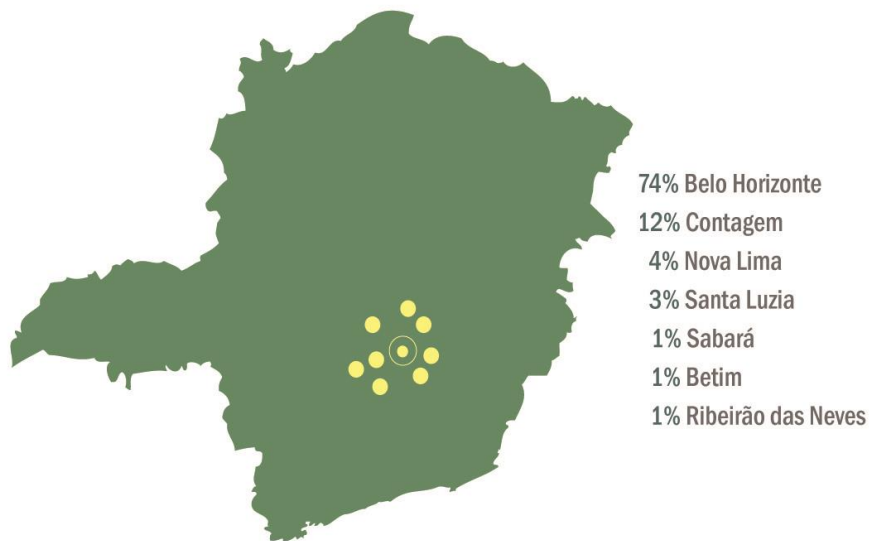 74% Belo Horizonte
12% Contagem
4% Nova Lima
3% Santa Luzia
1% Sabará
1% Betim
1% Ribeirão das Neves